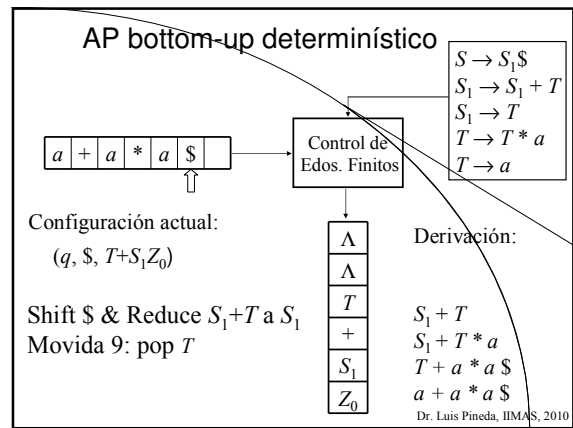 AP bottom-up determinístico
S → S₁$
S₁ → S₁ + T
S₁ → T
T → T * a
T → a
a + a * a $
Control de
Edos. Finitos
Configuración actual:
(q, $, T+S₁Z₀)
Shift $ & Reduce S₁+T a S₁
Movida 9: pop T
Λ
Λ
T
+
S₁
Z₀
Derivación:
S₁ + T
S₁ + T * a
T + a * a $
a + a * a $
Dr. Luis Pineda, IIMAS, 2010